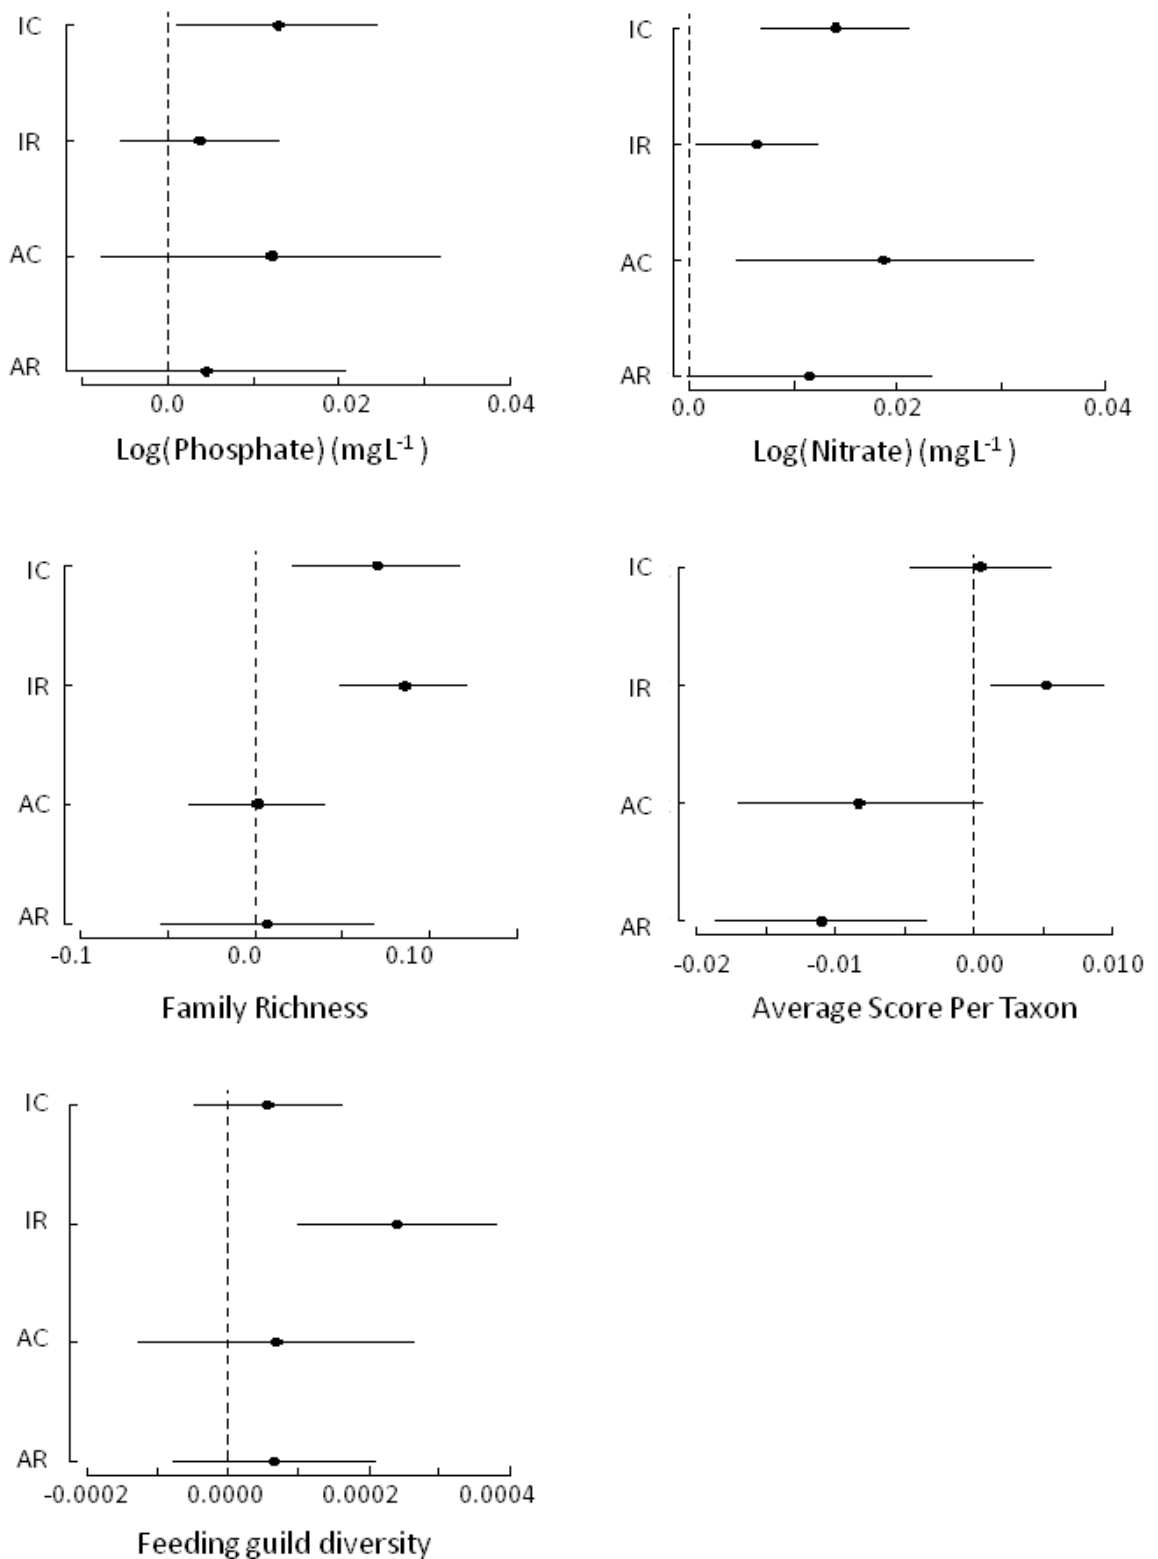 IC
IR
AC
AR
0.0 0.02 0.04
Log(Phosphate) (mgL⁻¹)
IC
IR
AC
AR
0.0 0.02 0.04
Log(Nitrate) (mgL⁻¹)
IC
IR
AC
AR
-0.1 0.0 0.10
Family Richness
IC
IR
AC
AR
-0.02 -0.01 0.00 0.010
Average Score Per Taxon
IC
IR
AC
AR
-0.0002 0.0000 0.0002 0.0004
Feeding guild diversity